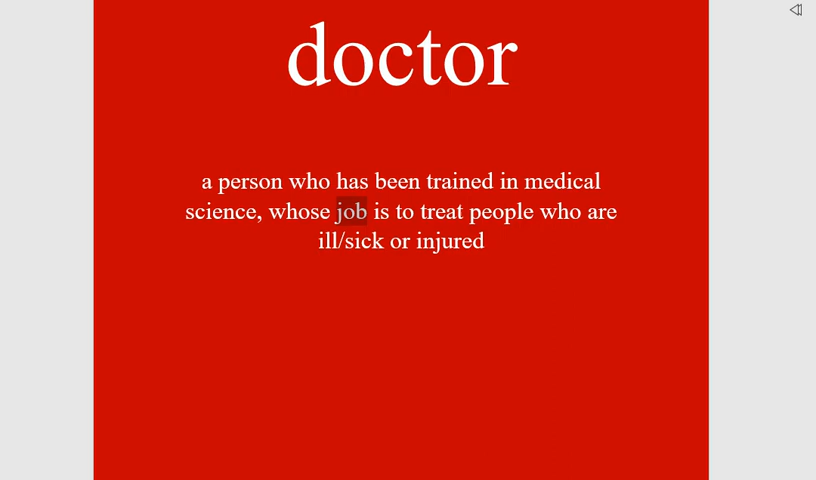 doctor
a person who has been trained in medical
science, whose job is to treat people who are
ill/sick or injured